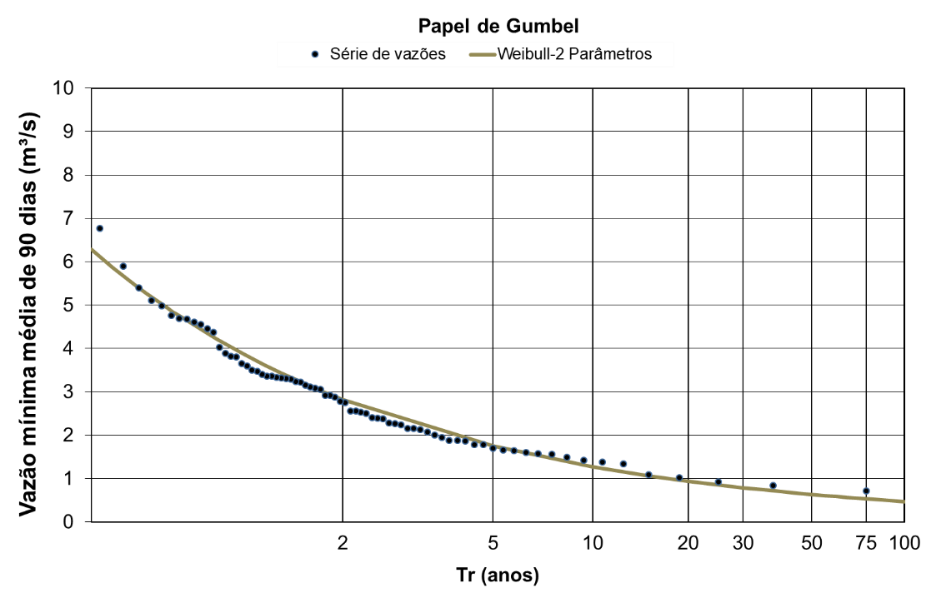 Papel de Gumbel
Série de vazões
Weibull-2 Parâmetros
Vazão mínima média de 90 dias (m³/s)
10
9
8
7
6
5
4
3
2
1
0
2 5 10 20 30 50 75 100
Tr (anos)